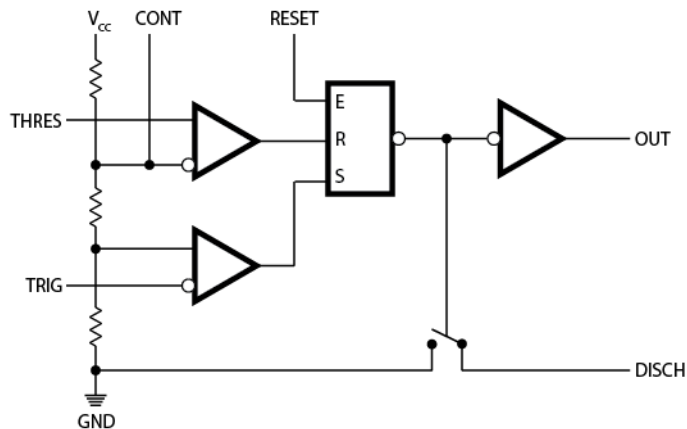 Vcc CONT RESET
THRES
E
R
OUT
S
TRIG
DISCH
GND